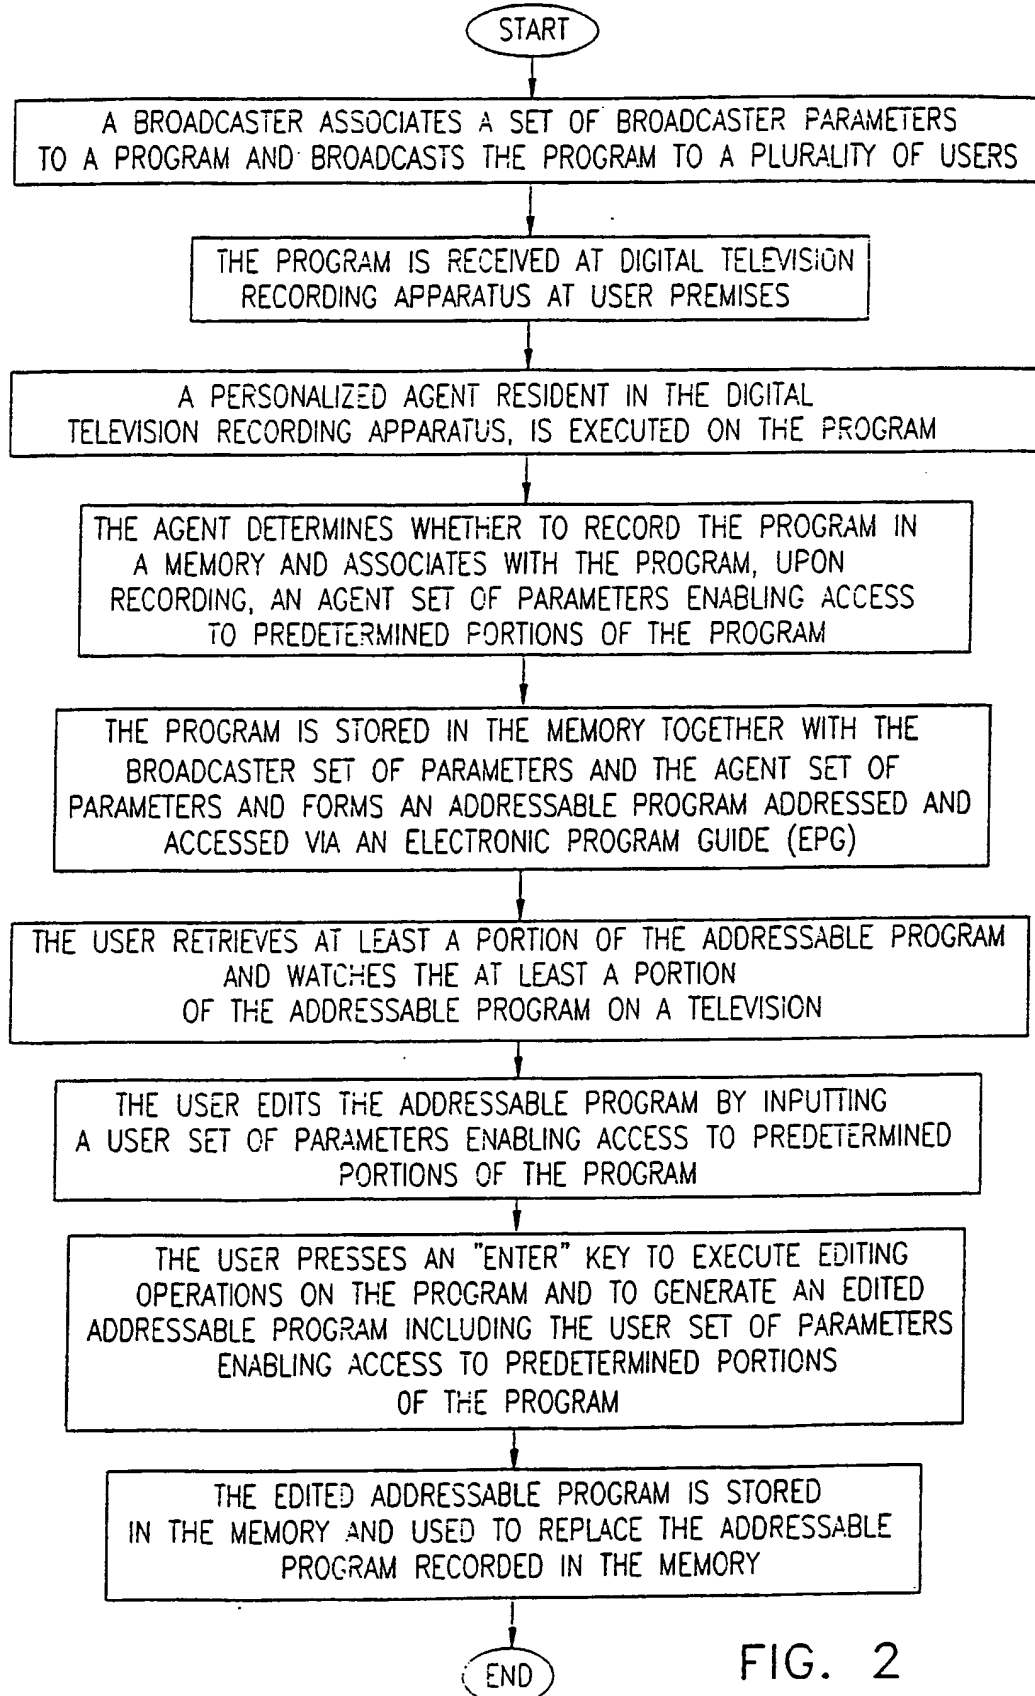 START
A BROADCASTER ASSOCIATES A SET OF BROADCASTER PARAMETERS
TO A PROGRAM AND BROADCASTS THE PROGRAM TO A PLURALITY OF USERS
THE PROGRAM IS RECEIVED AT DIGITAL TELEVISION
RECORDING APPARATUS AT USER PREMISES
A PERSONALIZED AGENT RESIDENT IN THE DIGITAL
TELEVISION RECORDING APPARATUS, IS EXECUTED ON THE PROGRAM
THE AGENT DETERMINES WHETHER TO RECORD THE PROGRAM IN
A MEMORY AND ASSOCIATES WITH THE PROGRAM, UPON
RECORDING, AN AGENT SET OF PARAMETERS ENABLING ACCESS
TO PREDETERMINED PORTIONS OF THE PROGRAM
THE PROGRAM IS STORED IN THE MEMORY TOGETHER WITH THE
BROADCASTER SET OF PARAMETERS AND THE AGENT SET OF
PARAMETERS AND FORMS AN ADDRESSABLE PROGRAM ADDRESSED AND
ACCESSED VIA AN ELECTRONIC PROGRAM GUIDE (EPG)
THE USER RETRIEVES AT LEAST A PORTION OF THE ADDRESSABLE PROGRAM
AND WATCHES THE AT LEAST A PORTION
OF THE ADDRESSABLE PROGRAM ON A TELEVISION
THE USER EDITS THE ADDRESSABLE PROGRAM BY INPUTTING
A USER SET OF PARAMETERS ENABLING ACCESS TO PREDETERMINED
PORTIONS OF THE PROGRAM
THE USER PRESSES AN "ENTER" KEY TO EXECUTE EDITING
OPERATIONS ON THE PROGRAM AND TO GENERATE AN EDITED
ADDRESSABLE PROGRAM INCLUDING THE USER SET OF PARAMETERS
ENABLING ACCESS TO PREDETERMINED PORTIONS
OF THE PROGRAM
THE EDITED ADDRESSABLE PROGRAM IS STORED
IN THE MEMORY AND USED TO REPLACE THE ADDRESSABLE
PROGRAM RECORDED IN THE MEMORY
END
FIG. 2